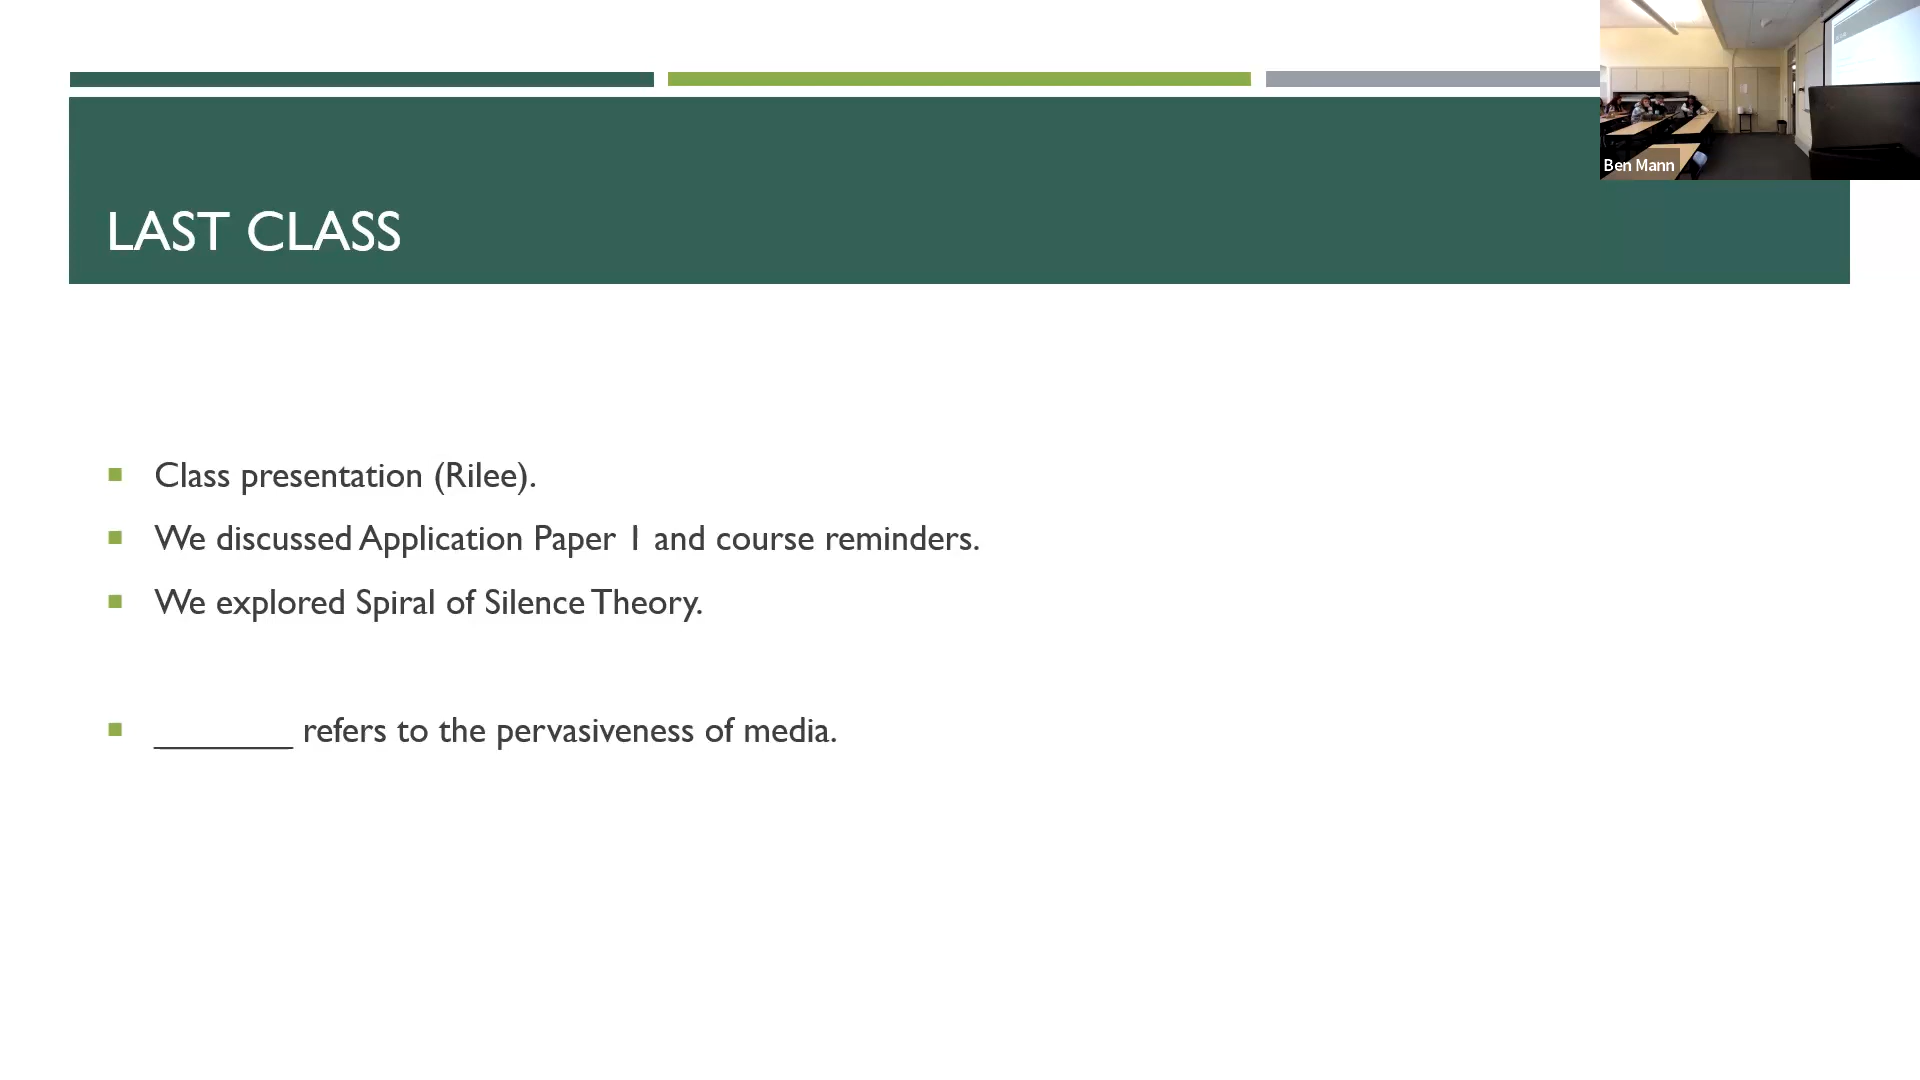 Ben Mann
LAST CLASS
Class presentation (Rilee).
We discussed Application Paper 1 and course reminders.
We explored Spiral of Silence Theory.
_______ refers to the pervasiveness of media.